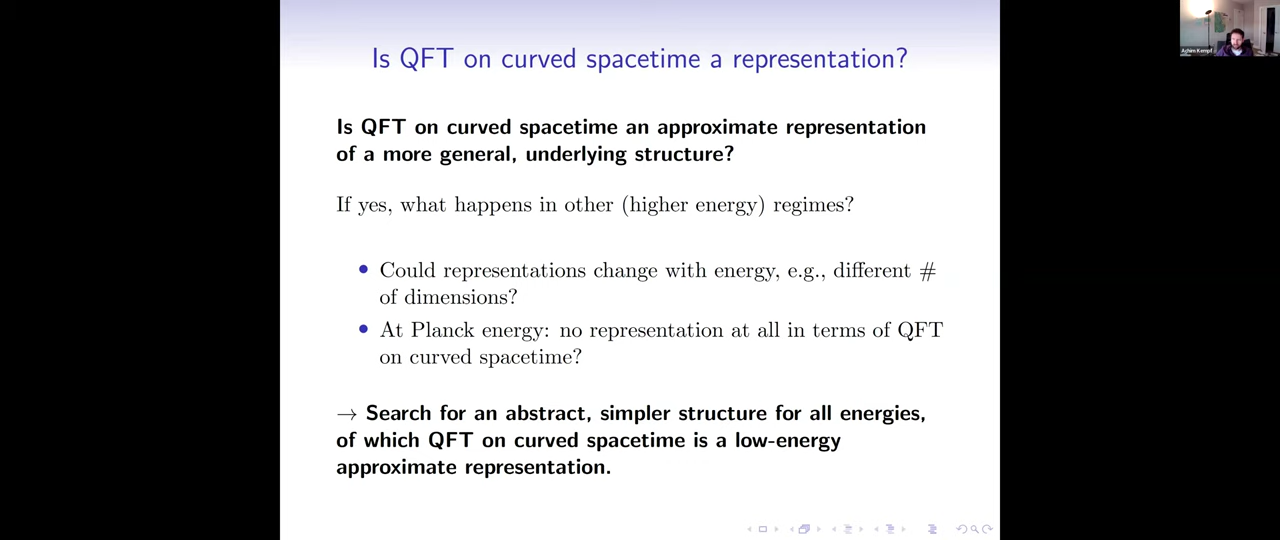 Is QFT on curved spacetime a representation?
Achim Kempf
Is QFT on curved spacetime an approximate representation
of a more general, underlying structure?
If yes, what happens in other (higher energy) regimes?
• Could representations change with energy, e.g., different #
of dimensions?
• At Planck energy: no representation at all in terms of QFT
on curved spacetime?
→ Search for an abstract, simpler structure for all energies,
of which QFT on curved spacetime is a low-energy
approximate representation.